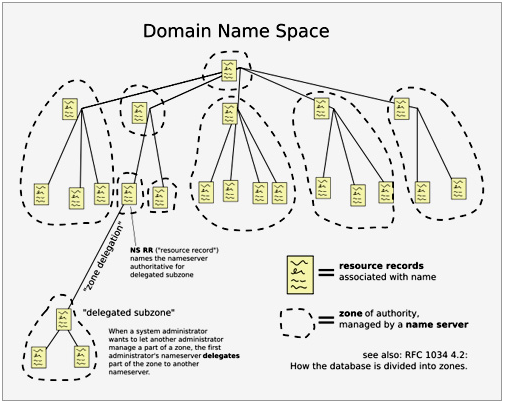 Domain Name Space
NS RR ("resource record")
names the nameserver
authoritative for
delegated subzone
"zone delegation"
resource records
associated with name
"delegated subzone"
zone of authority,
managed by a name server
When a system administrator
wants to let another administrator
manage a part of a zone, the first
administrator's nameserver delegates
part of the zone to another
nameserver.
see also: RFC 1034 4.2:
How the database is divided into zones.